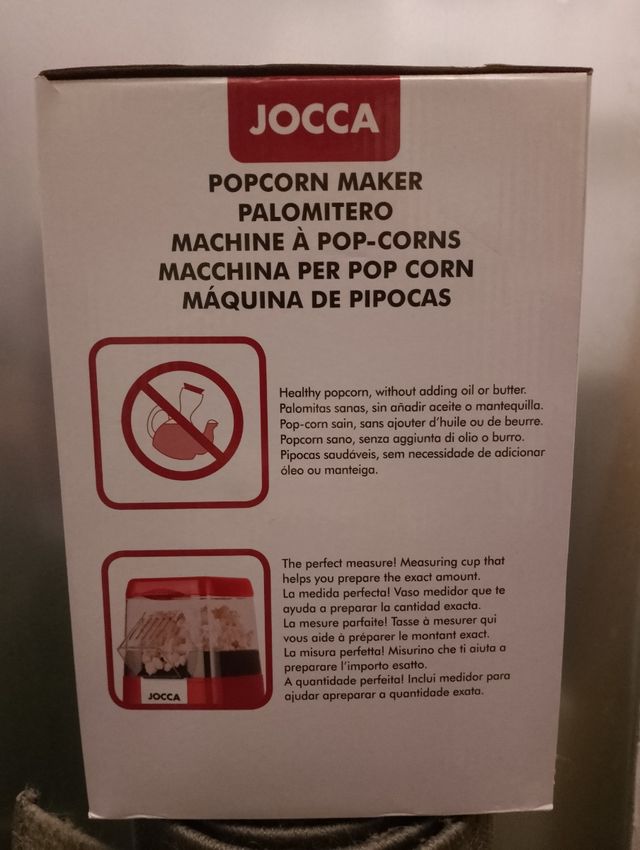 JOCCA
POPCORN MAKER
PALOMITERO
MACHINE À POP-CORNS
MACCHINA PER POP CORN
MÁQUINA DE PIPOCAS
Healthy popcorn, without adding oil or butter.
Palomitas sanas, sin añadir aceite o mantequilla.
Pop-corn sain, sans ajouter d'huile ou de beurre.
Popcorn sano, senza aggiunta di olio o burro.
Pipocas saudáveis, sem necessidade de adicionar
óleo ou manteiga.
The perfect measure! Measuring cup that
helps you prepare the exact amount.
La medida perfecta! Vaso medidor que te
ayuda a preparar la cantidad exacta.
La mesure parfaite! Tasse à mesurer qui
vous aide à préparer le montant exact.
La misura perfetta! Misurino che ti aiuta a
preparare l'importo esatto.
A quantidade perfeita! Inclui medidor para
ajudar apreparar a quantidade exata.
JOCCA